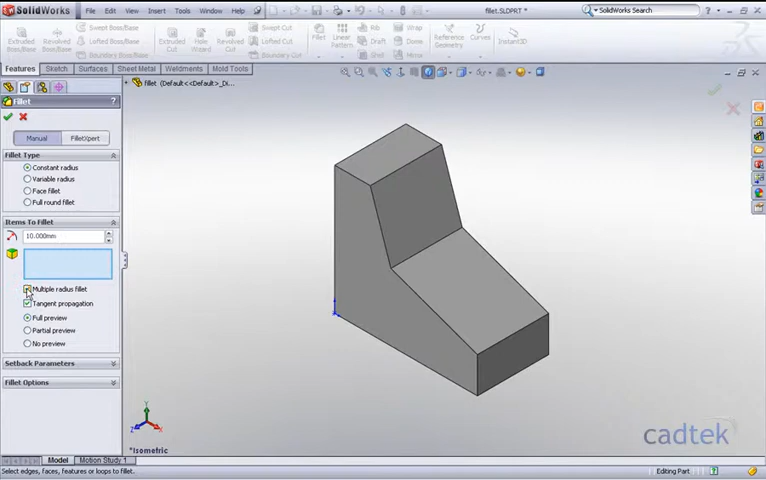 SolidWorks File Edit View Insert Tools Window Help fillet.SLDPRT * SolidWorks Search
Extruded Boss/Base Revolved Boss/Base Swept Boss/Base Lofted Boss/Base Boundary Boss/Base Extruded Cut Hole Wizard Revolved Cut Swept Cut Lofted Cut Boundary Cut Fillet Linear Pattern Rib Draft Shell Wrap Dome Mirror Reference Geometry Curves Instant3D
Features Sketch Surfaces Sheet Metal Weldments Mold Tools
fillet (Default<<Default>_Di...
Fillet ?
Manual FilletXpert
Fillet Type
Constant radius
Variable radius
Face fillet
Full round fillet
Items To Fillet
10.000mm
Multiple radius fillet
Tangent propagation
Full preview
Partial preview
No preview
Setback Parameters
Fillet Options
Y
Z
X
*Isometric
cadtek
Model Motion Study 1
Select edges, faces, features or loops to fillet. Editing Part